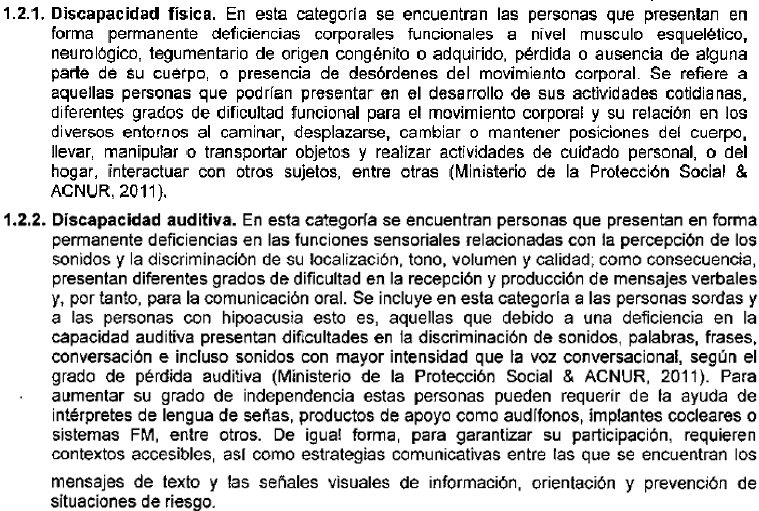 1.2.1. Discapacidad física. En esta categoría se encuentran las personas que presentan en
forma permanente deficiencias corporales funcionales a nivel musculo esquelético,
neurológico, tegumentario de origen congénito o adquirido, pérdida o ausencia de alguna
parte de su cuerpo, o presencia de desórdenes del movimiento corporal. Se refiere a
aquellas personas que podrían presentar en el desarrollo de sus actividades cotidianas,
diferentes grados de dificultad funcional para el movimiento corporal y su relación en los
diversos entornos al caminar, desplazarse, cambiar o mantener posiciones del cuerpo,
llevar, manipular o transportar objetos y realizar actividades de cuidado personal, o del
hogar, interactuar con otros sujetos, entre otras (Ministerio de la Protección Social &
ACNUR, 2011).
1.2.2. Discapacidad auditiva. En esta categoría se encuentran personas que presentan en forma
permanente deficiencias en las funciones sensoriales relacionadas con la percepción de los
sonidos y la discriminación de su localización, tono, volumen y calidad; como consecuencia,
presentan diferentes grados de dificultad en la recepción y producción de mensajes verbales
y, por tanto, para la comunicación oral. Se incluye en esta categoría a las personas sordas y
a las personas con hipoacusia esto es, aquellas que debido a una deficiencia en la
capacidad auditiva presentan dificultades en la discriminación de sonidos, palabras, frases,
conversación e incluso sonidos con mayor intensidad que la voz conversacional, según el
grado de pérdida auditiva (Ministerio de la Protección Social & ACNUR, 2011). Para
aumentar su grado de independencia estas personas pueden requerir de la ayuda de
intérpretes de lengua de señas, productos de apoyo como audífonos, implantes cocleares o
sistemas FM, entre otros. De igual forma, para garantizar su participación, requieren
contextos accesibles, así como estrategias comunicativas entre las que se encuentran los
mensajes de texto y las señales visuales de información, orientación y prevención de
situaciones de riesgo.